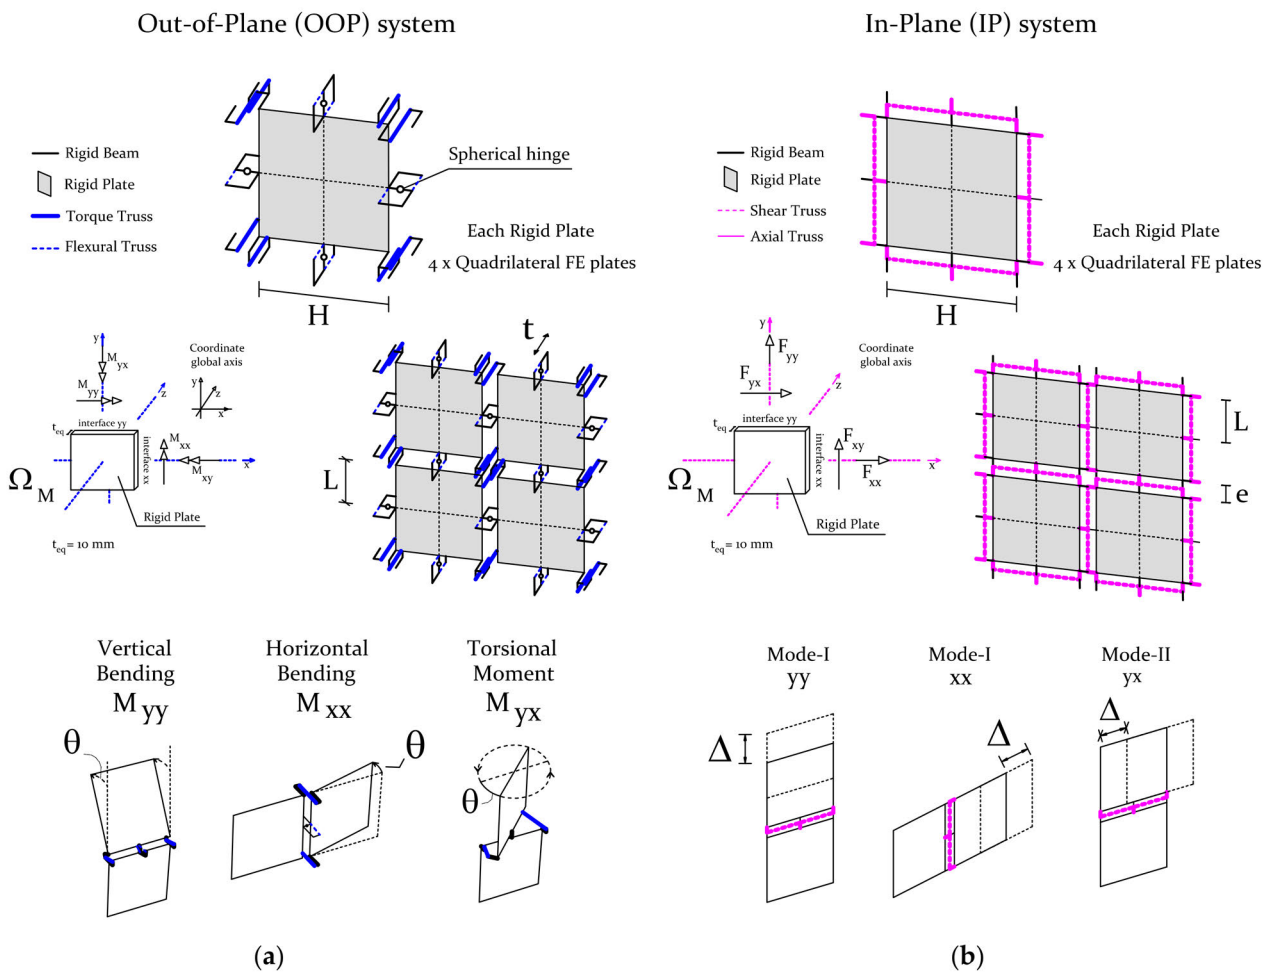 Out-of-Plane (OOP) system
Rigid Beam
Rigid Plate
Torque Truss
Flexural Truss
Spherical hinge
Each Rigid Plate
4 x Quadrilateral FE plates
H
y
M yx
M yy
z
x
Coordinate
global axis
y
z
x
t eq
interface yy
interface xx
M xx
M xy
Ω M
Rigid Plate
t eq = 10 mm
t
L
Vertical
Bending
M yy
θ
Horizontal
Bending
M xx
θ
Torsional
Moment
M yx
θ
(a)
In-Plane (IP) system
Rigid Beam
Rigid Plate
Shear Truss
Axial Truss
Each Rigid Plate
4 x Quadrilateral FE plates
H
y
F yy
F yx
z
Coordinate
global axis
t eq
interface yy
interface xx
F xy
F xx
x
Ω M
Rigid Plate
t eq = 10 mm
L
e
Mode-I
yy
Δ
Mode-I
xx
Δ
Mode-II
yx
Δ
(b)